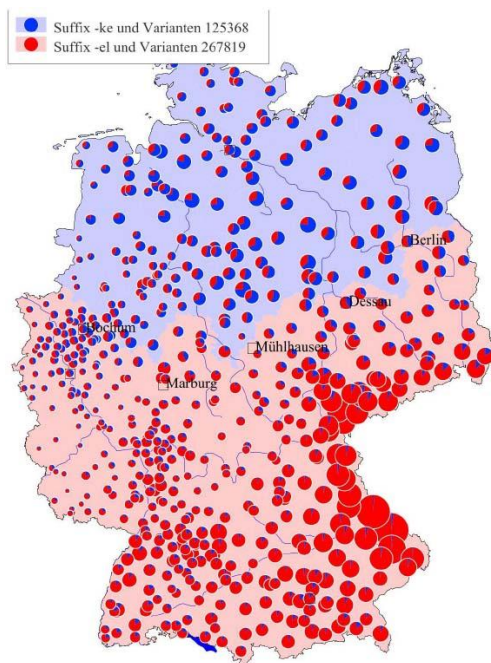 Suffix -ke und Varianten 125368
Suffix -el und Varianten 267819
Berlin
Dessau
Bochum
Mühlhausen
Marburg